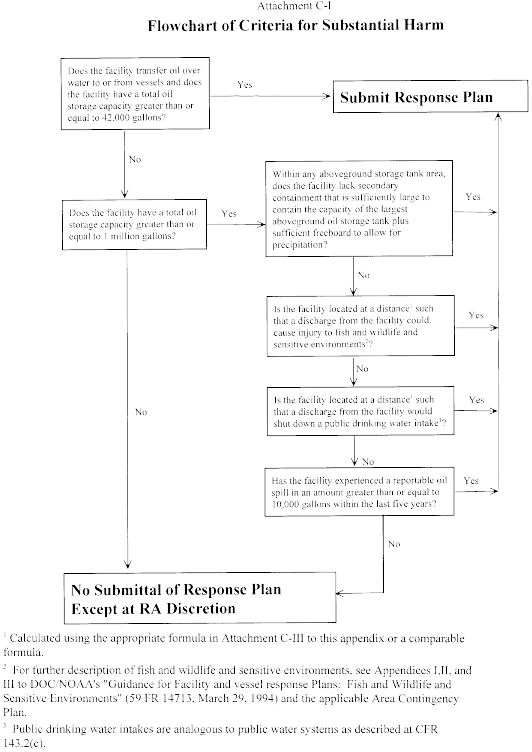 Attachment C-I
Flowchart of Criteria for Substantial Harm
Does the facility transfer oil over
water to or from vessels and does
the facility have a total oil
storage capacity greater than or
equal to 42,000 gallons?
Yes
Submit Response Plan
No
Does the facility have a total oil
storage capacity greater than or
equal to 1 million gallons?
Yes
Within any aboveground storage tank area,
does the facility lack secondary
containment that is sufficiently large to
contain the capacity of the largest
aboveground oil storage tank plus
sufficient freeboard to allow for
precipitation?
Yes
No
Is the facility located at a distance¹ such
that a discharge from the facility could
cause injury to fish and wildlife and
sensitive environments²?
Yes
No
Is the facility located at a distance¹ such
that a discharge from the facility would
shut down a public drinking water intake³?
Yes
No
No
Has the facility experienced a reportable oil
spill in an amount greater than or equal to
10,000 gallons within the last five years?
Yes
No
No Submittal of Response Plan
Except at RA Discretion
¹ Calculated using the appropriate formula in Attachment C-III to this appendix or a comparable
formula.
² For further description of fish and wildlife and sensitive environments, see Appendices I,II, and
III to DOC/NOAA's "Guidance for Facility and vessel response Plans: Fish and Wildlife and
Sensitive Environments" (59 FR 14713, March 29, 1994) and the applicable Area Contingency
Plan.
³ Public drinking water intakes are analogous to public water systems as described at CFR
143.2(c).